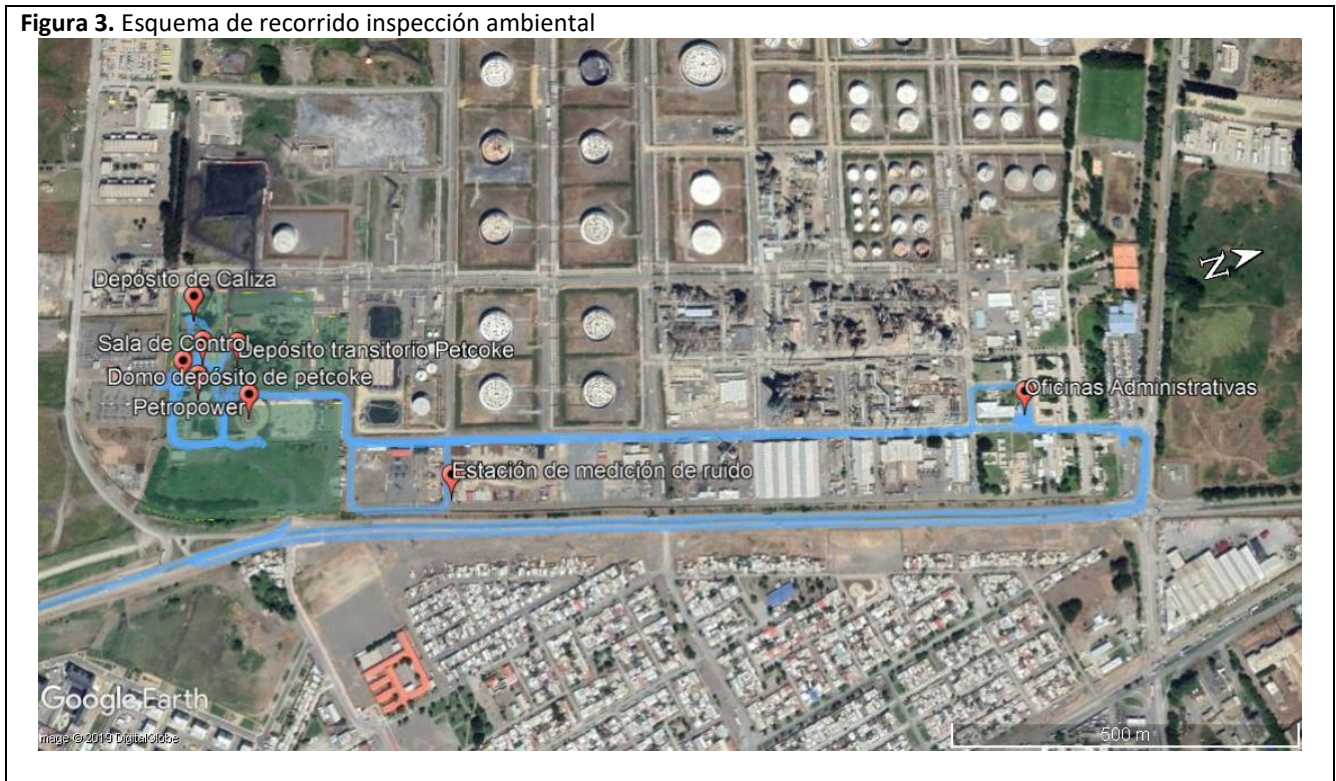 Figura 3. Esquema de recorrido inspección ambiental
N
Depósito de Caliza
Sala de Control
Depósito transitorio Petcoke
Domo depósito de petcoke
Petropower
Oficinas Administrativas
Estación de medición de ruido
Google Earth
mage © 2019 DigitalGlobe
500 m